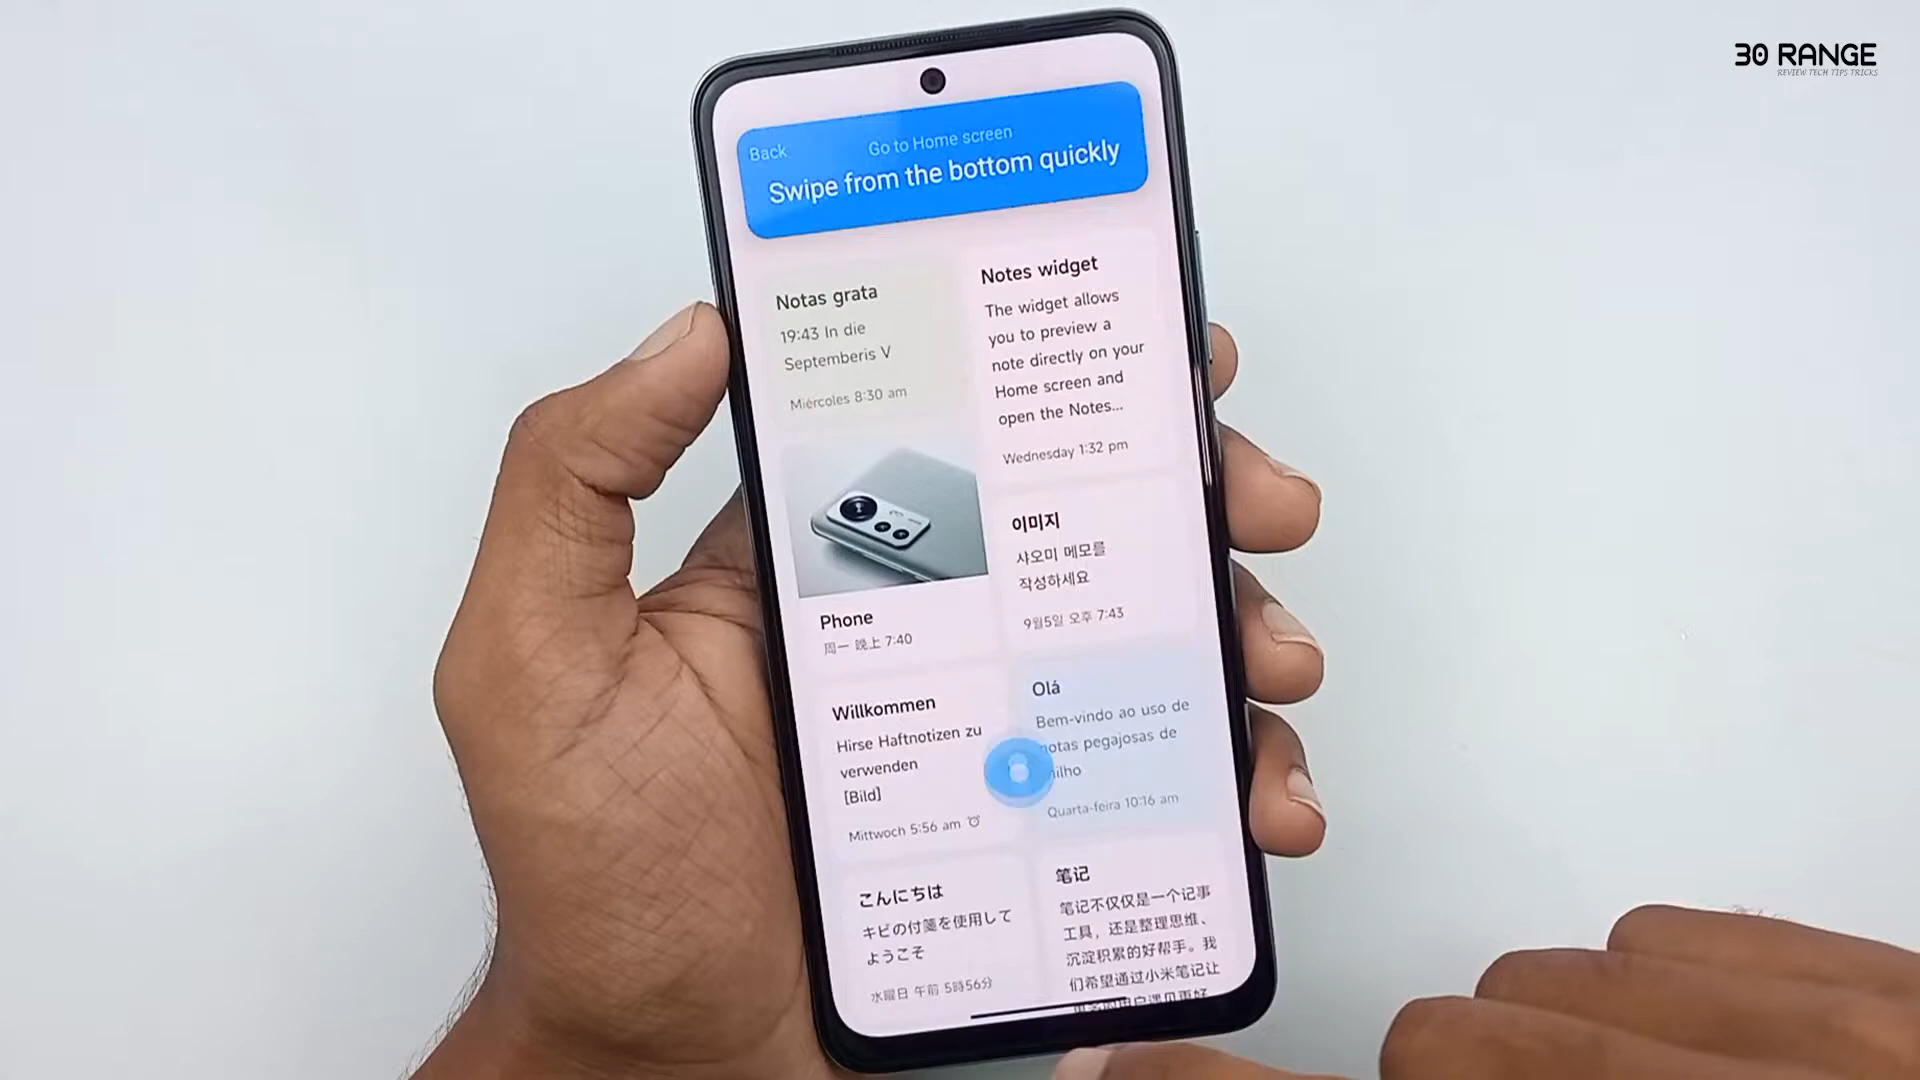 30 RANGE
REVIEW TECH TIPS TRICKS
Back
Go to Home screen
Swipe from the bottom quickly
Notas grata
19:43 In die
Septemberis V
Miércoles 8:30 am
Notes widget
The widget allows
you to preview a
note directly on your
Home screen and
open the Notes...
Wednesday 1:32 pm
Phone
周一 晚上 7:40
이미지
샤오미 메모를
작성하세요
9월5일 오후 7:43
Willkommen
Hirse Haftnotizen zu
verwenden
[Bild]
Mittwoch 5:56 am
Olá
Bem-vindo ao uso de
notas pegajosas de
Quarta-feira 10:16 am
こんにちは
キビの付箋を使用して
ようこそ
水曜日 午前 5時56分
笔记
笔记不仅仅是一个记事
工具，还是整理思维、
沉淀积累的好帮手。我
们希望通过小米笔记让